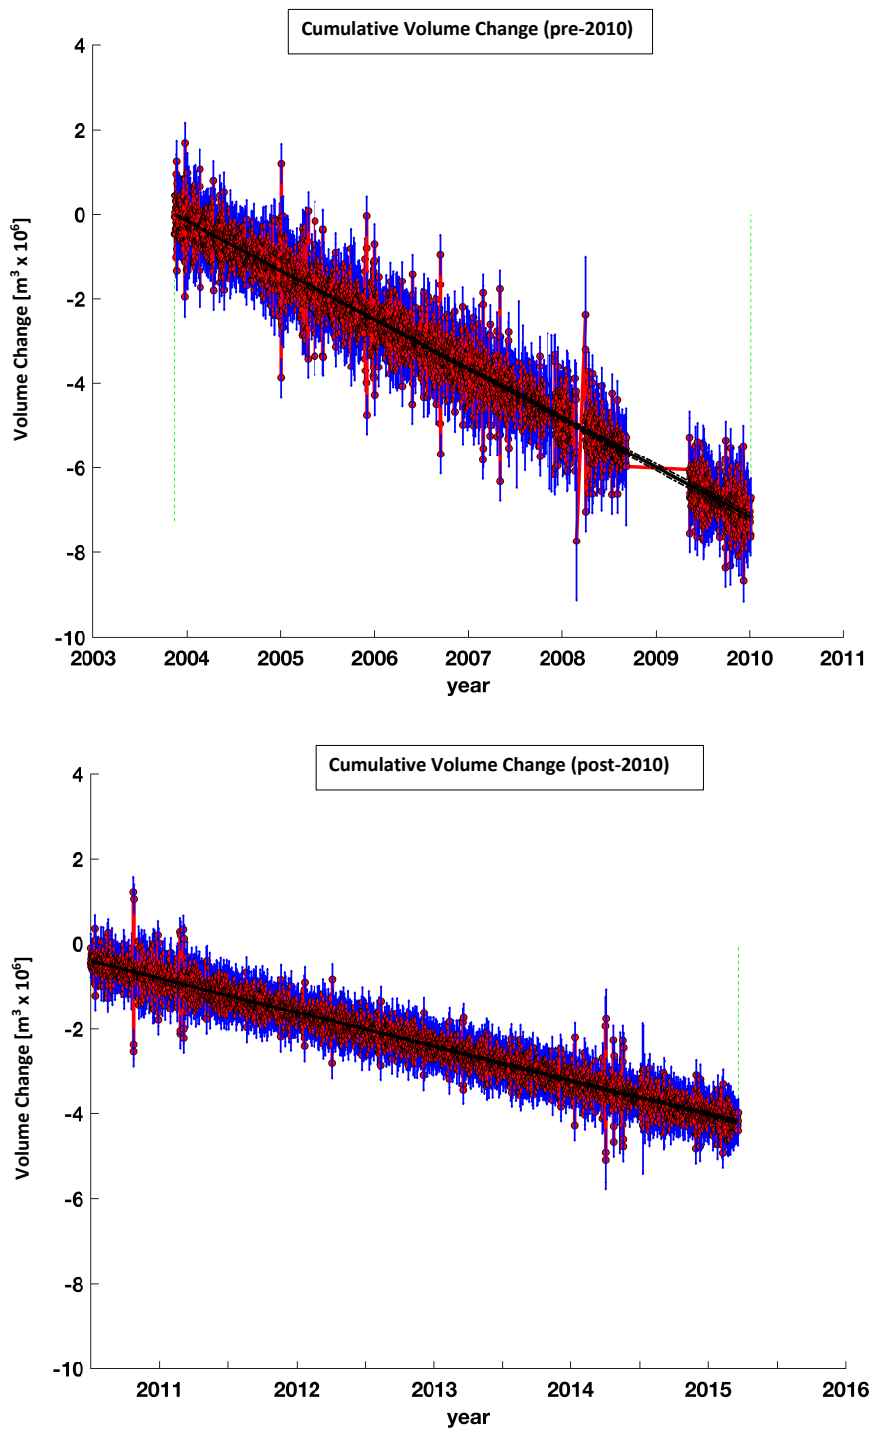 Cumulative Volume Change (pre-2010)
4
2
0
-2
-4
-6
-8
-10
Volume Change [m³ x 10⁶]
2003 2004 2005 2006 2007 2008 2009 2010 2011
year
Cumulative Volume Change (post-2010)
4
2
0
-2
-4
-6
-8
-10
Volume Change [m³ x 10⁶]
2011 2012 2013 2014 2015 2016
year